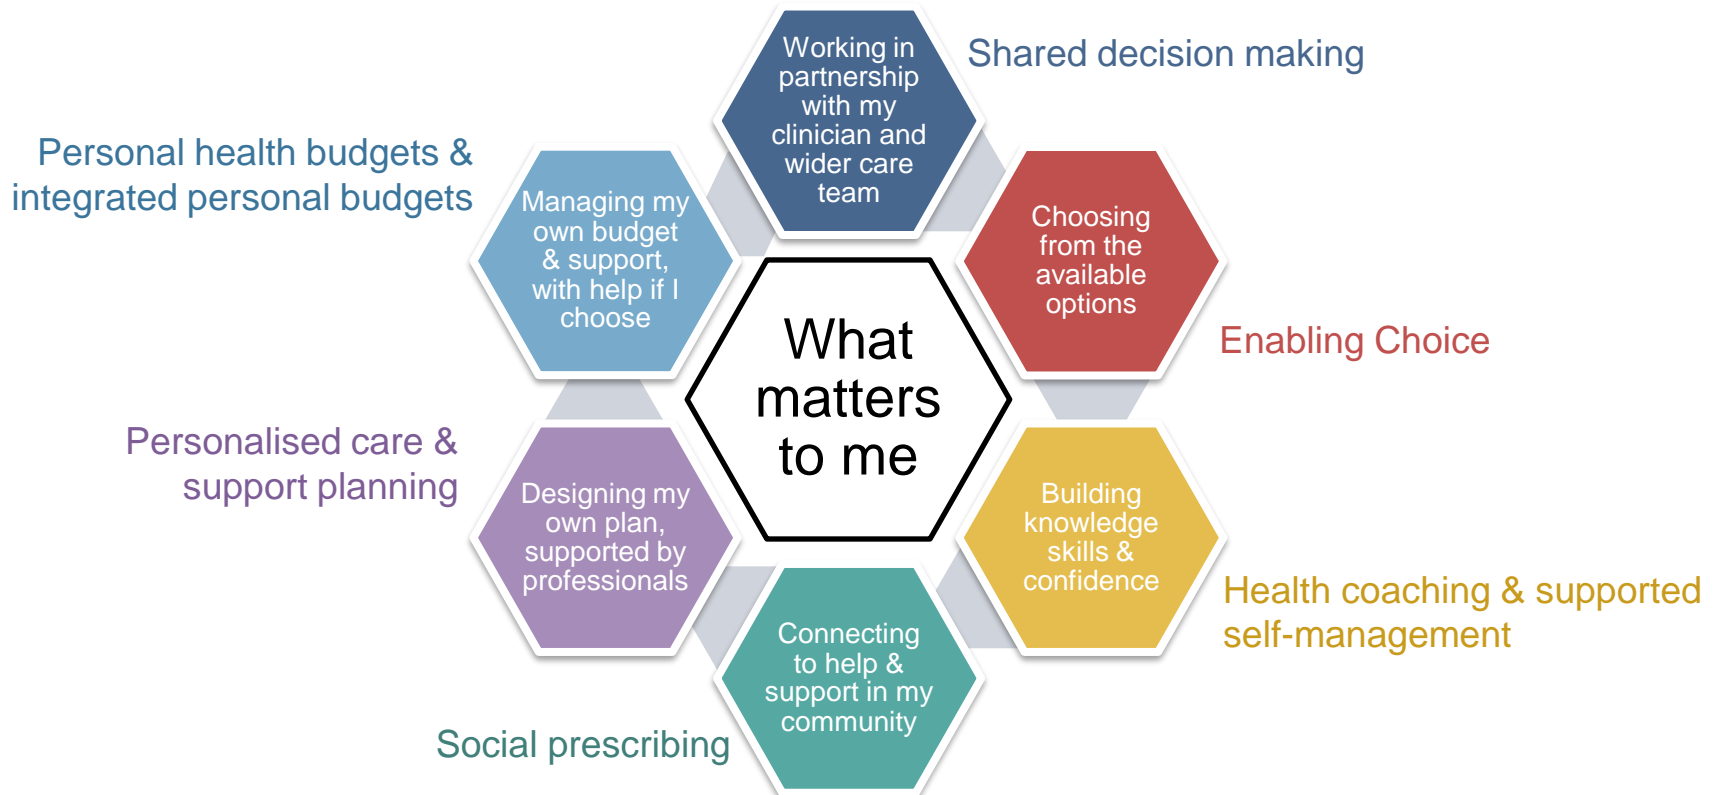 Working in
partnership
with my
clinician and
wider care
team
Shared decision making
Personal health budgets &
integrated personal budgets
Managing my
own budget
& support,
with help if I
choose
Choosing
from the
available
options
Enabling Choice
What
matters
to me
Personalised care &
support planning
Designing my
own plan,
supported by
professionals
Building
knowledge
skills &
confidence
Health coaching & supported
self-management
Connecting
to help &
support in my
community
Social prescribing